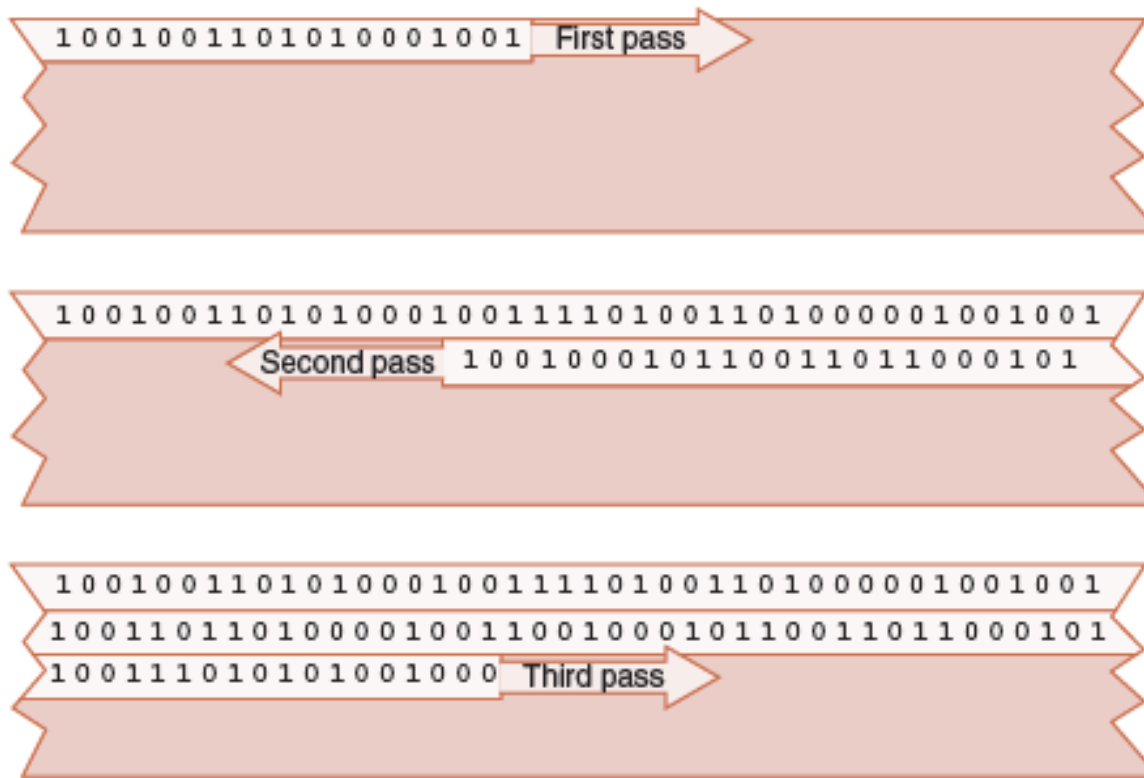 1 0 0 1 0 0 1 1 0 1 0 1 0 0 0 1 0 0 1 First pass
1 0 0 1 0 0 1 1 0 1 0 1 0 0 0 1 0 0 1 1 1 1 0 1 0 0 1 1 0 1 0 0 0 0 0 1 0 0 1 0 0 1
Second pass 1 0 0 1 0 0 0 1 0 1 1 0 0 1 1 0 1 1 0 0 0 1 0 1
1 0 0 1 0 0 1 1 0 1 0 1 0 0 0 1 0 0 1 1 1 1 0 1 0 0 1 1 0 1 0 0 0 0 0 1 0 0 1 0 0 1
1 0 0 1 1 0 1 1 0 1 0 0 0 0 1 0 0 1 1 0 0 1 0 0 0 1 0 1 1 0 0 1 1 0 1 1 0 0 0 1 0 1
1 0 0 1 1 1 0 1 0 1 0 1 0 0 1 0 0 0 Third pass